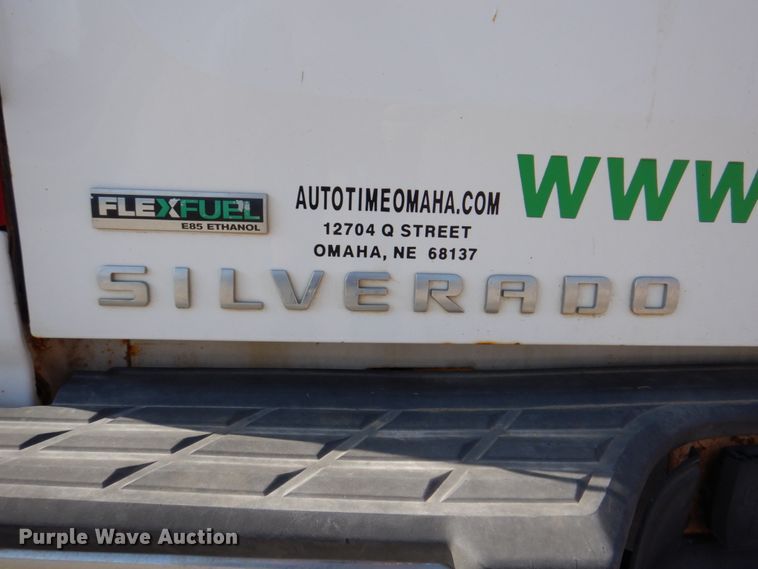 FLEXFUEL
E85 ETHANOL
AUTOTIMEOMAHA.COM
12704 Q STREET
OMAHA, NE 68137
WWW.
SILVERADO
Purple Wave Auction